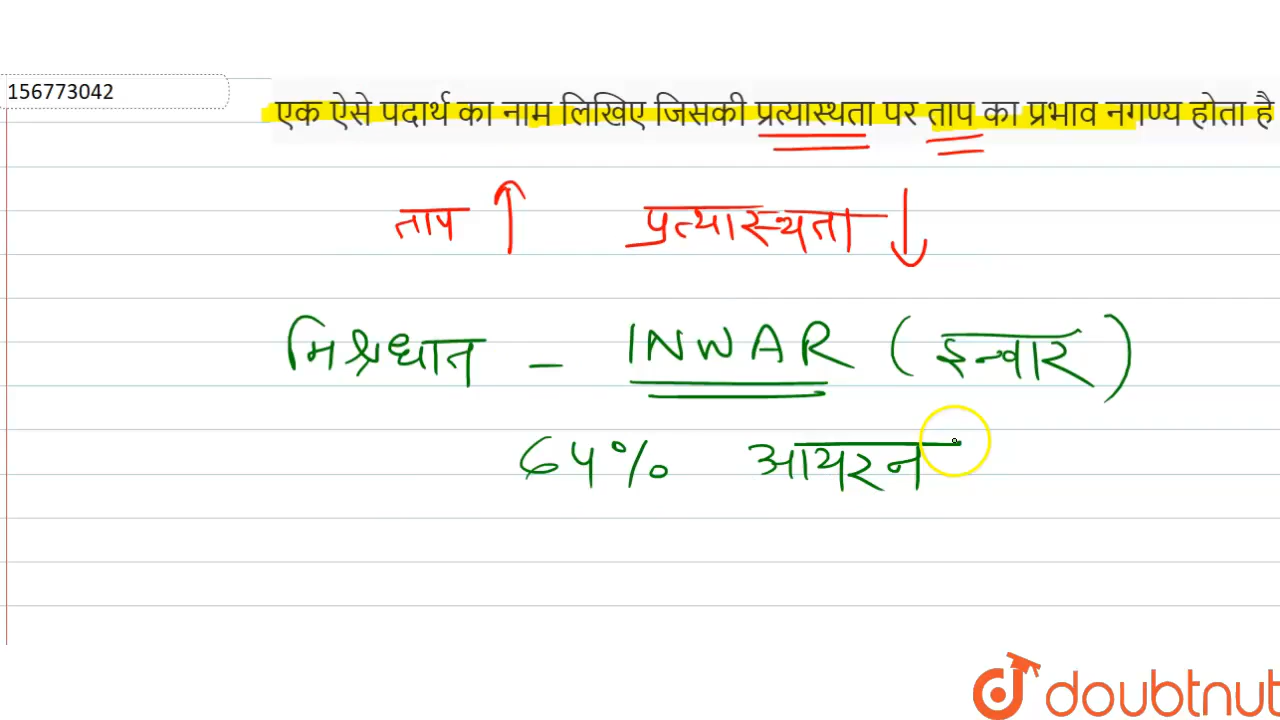 156773042
एक ऐसे पदार्थ का नाम लिखिए जिसकी प्रत्यास्थता पर ताप का प्रभाव नगण्य होता है
ताप ↑ प्रत्यास्थता ↓
मिश्रधात - INWAR (इन्वार)
64% आयरन
doubtnut